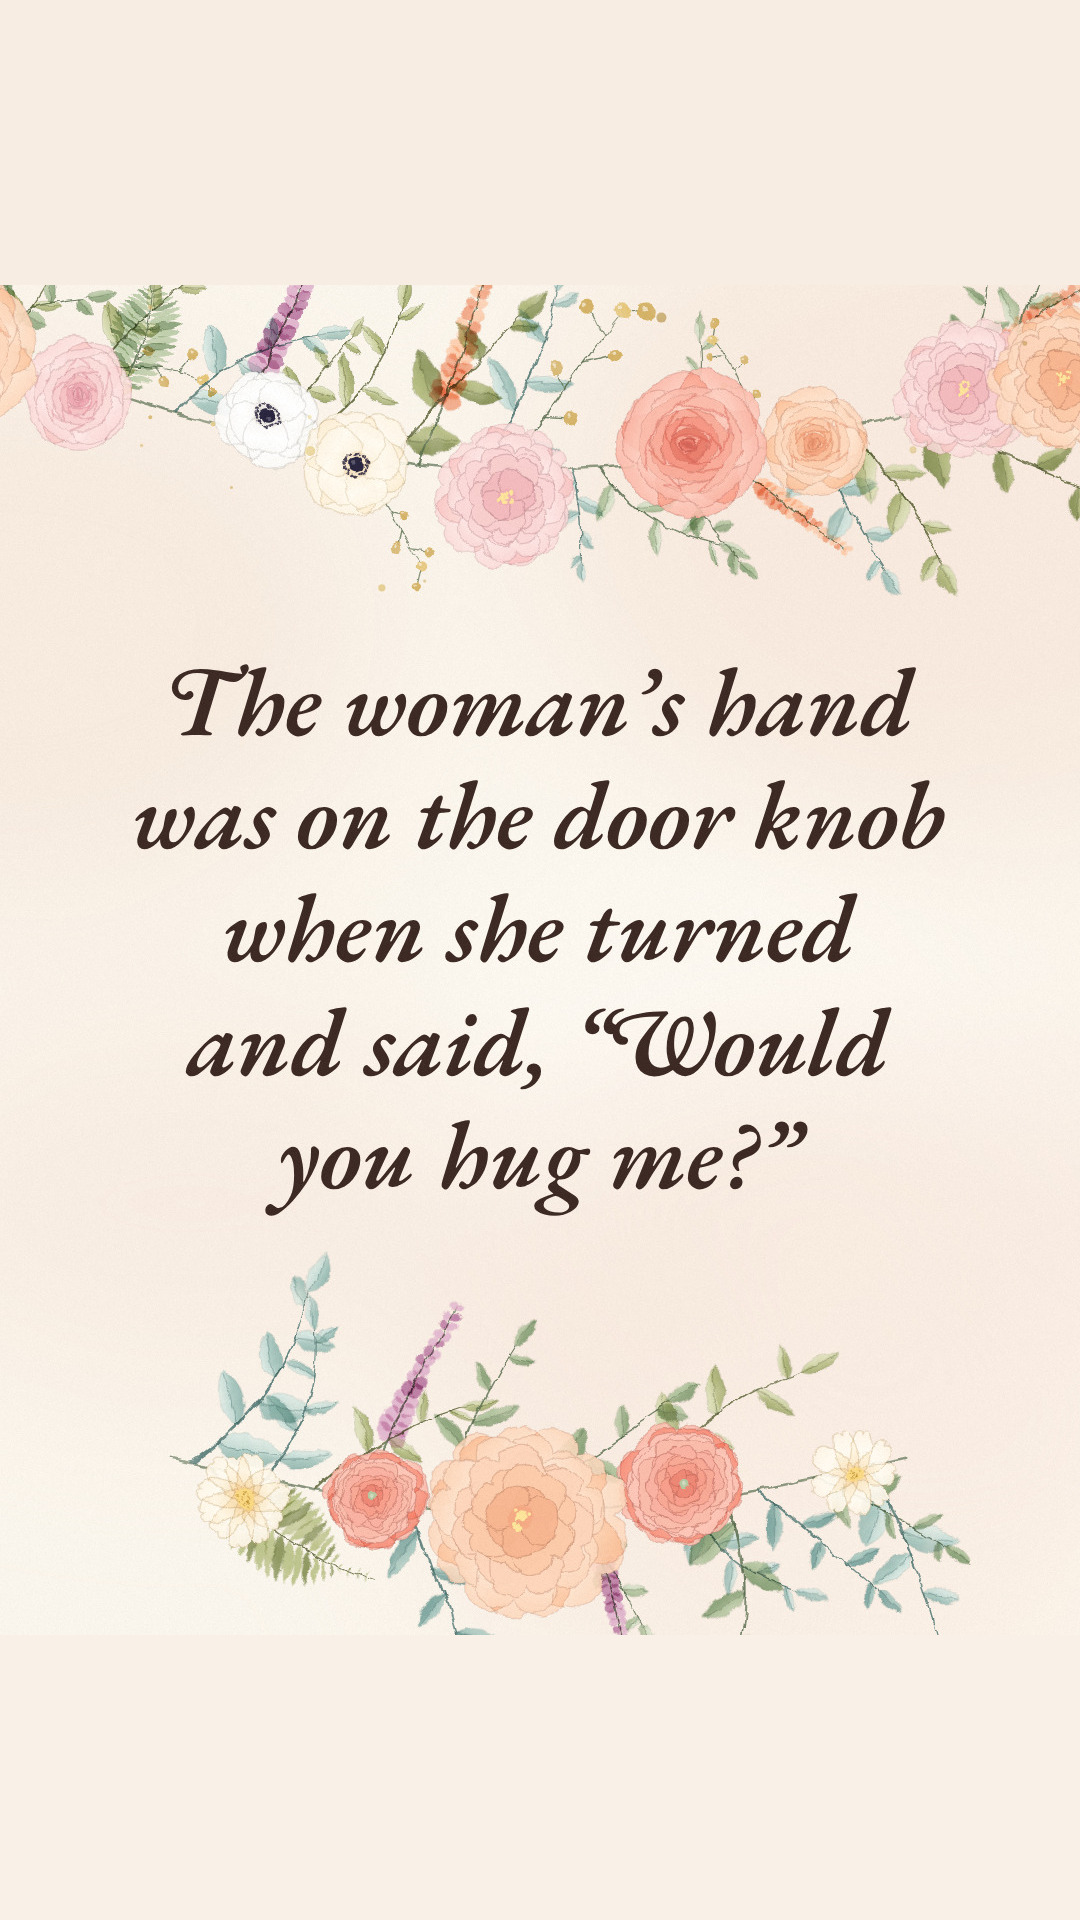 The woman’s hand
was on the door knob
when she turned
and said, “Would
you hug me?”